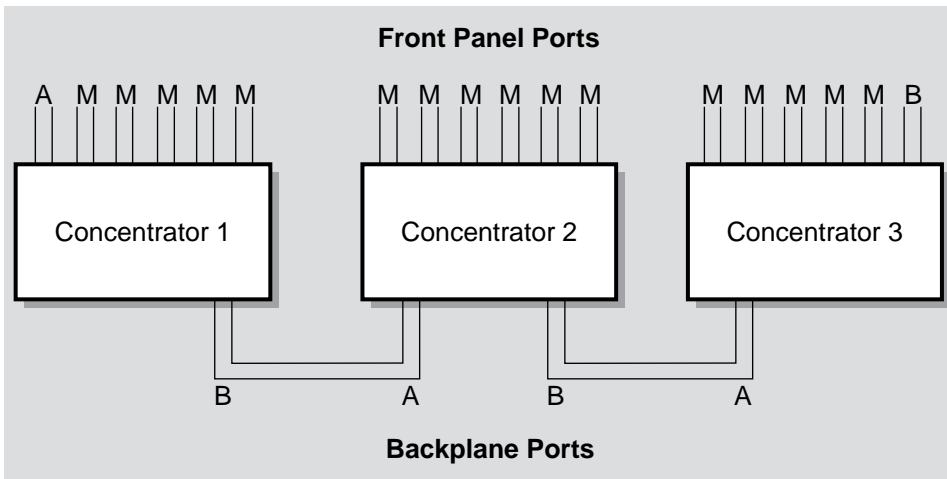 Front Panel Ports
A M M M M M M M M M M M M M M M M B
Concentrator 1 Concentrator 2 Concentrator 3
B A B A
Backplane Ports